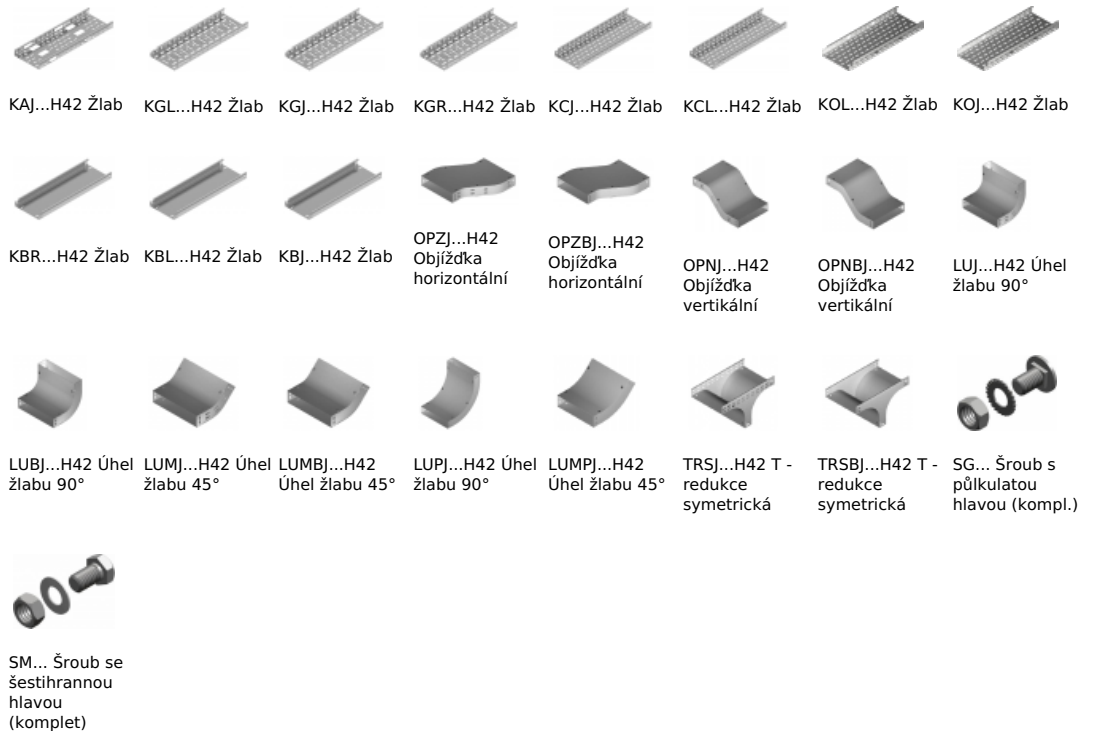 KAJ...H42 Žlab
KGL...H42 Žlab
KGJ...H42 Žlab
KGR...H42 Žlab
KCJ...H42 Žlab
KCL...H42 Žlab
KOL...H42 Žlab
KOJ...H42 Žlab
KBR...H42 Žlab
KBL...H42 Žlab
KBJ...H42 Žlab
OPZJ...H42
Objížďka
horizontální
OPZBJ...H42
Objížďka
horizontální
OPNJ...H42
Objížďka
vertikální
OPNBJ...H42
Objížďka
vertikální
LUJ...H42 Úhel
žlabu 90°
LUBJ...H42 Úhel
žlabu 90°
LUMJ...H42 Úhel
žlabu 45°
LUMBJ...H42
Úhel žlabu 45°
LUPJ...H42 Úhel
žlabu 90°
LUMPJ...H42
Úhel žlabu 45°
TRSJ...H42 T -
redukce
symetrická
TRSBJ...H42 T -
redukce
symetrická
SG... Šroub s
půlkulatou
hlavou (kompl.)
SM... Šroub se
šestihrannou
hlavou
(komplet)